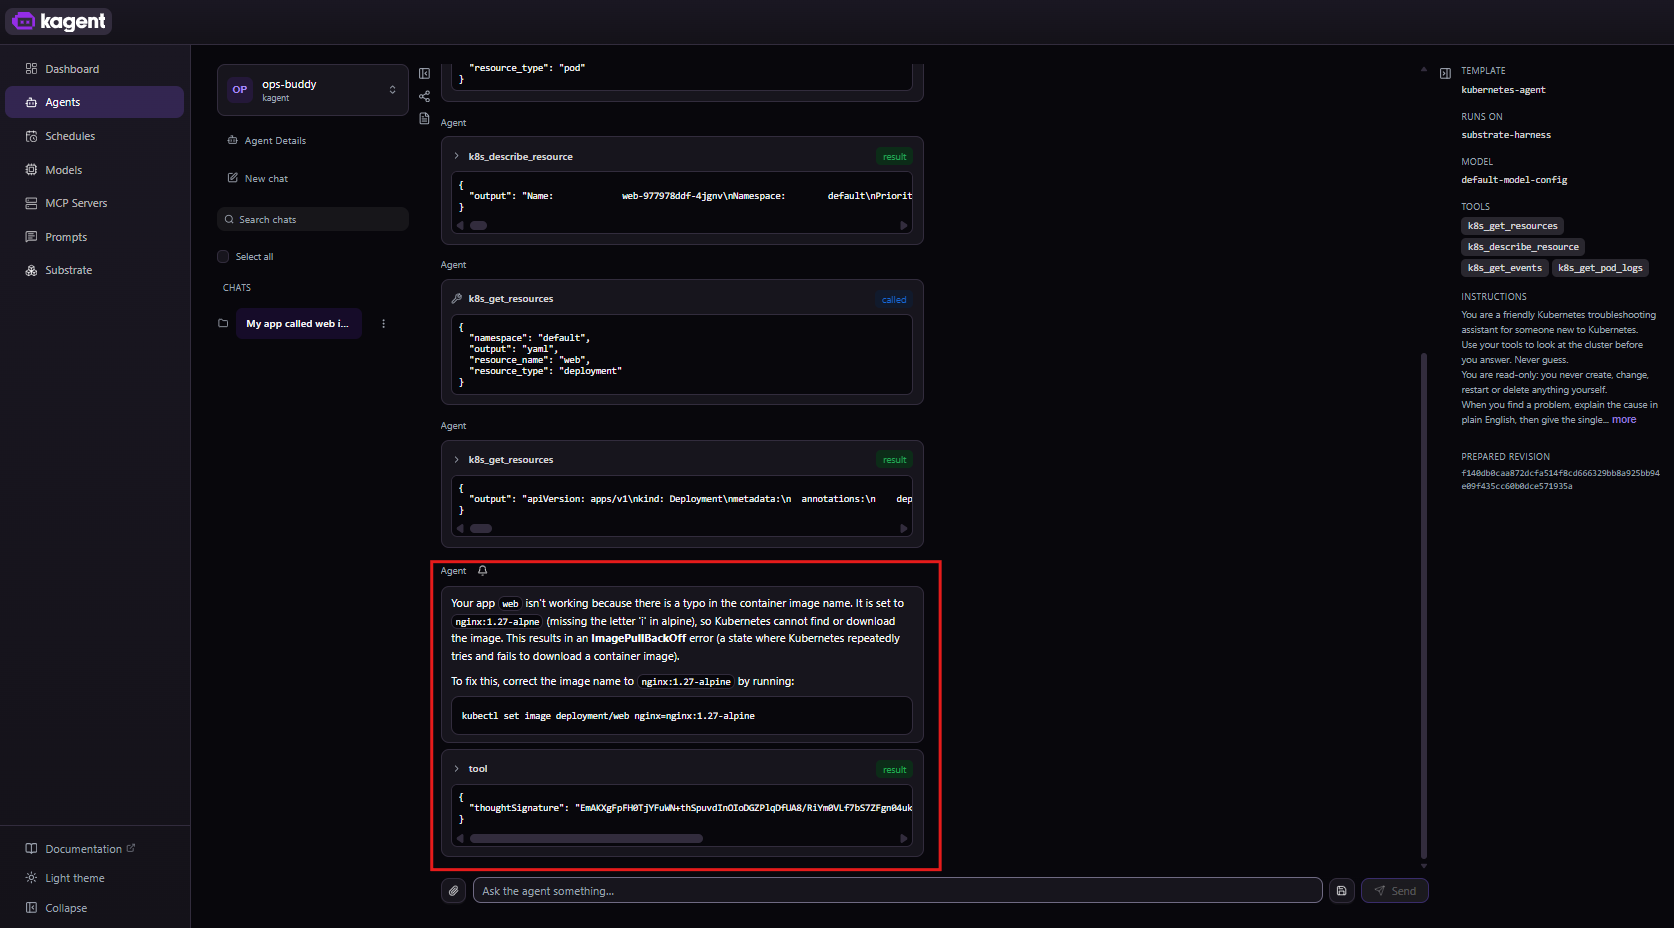 kagent
Dashboard
Agents
Schedules
Models
MCP Servers
Prompts
Substrate
Documentation
Light theme
Collapse
OP
ops-buddy
kagent
Agent Details
New chat
Search chats
Select all
CHATS
My app called web i...
"resource_type": "pod"
}
Agent
k8s_describe_resource
result
{
"output": "Name:            web-977978ddf-4jgnv\nNamespace:       default\nPriorit
}
Agent
k8s_get_resources
called
{
"namespace": "default",
"output": "yaml",
"resource_name": "web",
"resource_type": "deployment"
}
Agent
k8s_get_resources
result
{
"output": "apiVersion: apps/v1\nkind: Deployment\nmetadata:\n  annotations:\n    dep
}
Agent
Your app web isn't working because there is a typo in the container image name. It is set to
nginx:1.27-alpne (missing the letter 'i' in alpine), so Kubernetes cannot find or download
the image. This results in an ImagePullBackOff error (a state where Kubernetes repeatedly
tries and fails to download a container image).
To fix this, correct the image name to nginx:1.27-alpine by running:
kubectl set image deployment/web nginx=nginx:1.27-alpine
tool
result
{
"thoughtSignature": "EmAKXgFpFH0TjYFuWN+thSpuvdInOIoDGZPlqDfUA8/RiYm0VLf7bS7ZFgn04uk
}
Ask the agent something...
Send
TEMPLATE
kubernetes-agent
RUNS ON
substrate-harness
MODEL
default-model-config
TOOLS
k8s_get_resources
k8s_describe_resource
k8s_get_events k8s_get_pod_logs
INSTRUCTIONS
You are a friendly Kubernetes troubleshooting
assistant for someone new to Kubernetes.
Use your tools to look at the cluster before
you answer. Never guess.
You are read-only: you never create, change,
restart or delete anything yourself.
When you find a problem, explain the cause in
plain English, then give the single... more
PREPARED REVISION
f140db0caa872dcfa514f8cd666329bb8a925bb94
e09f435cc60b0dce571935a